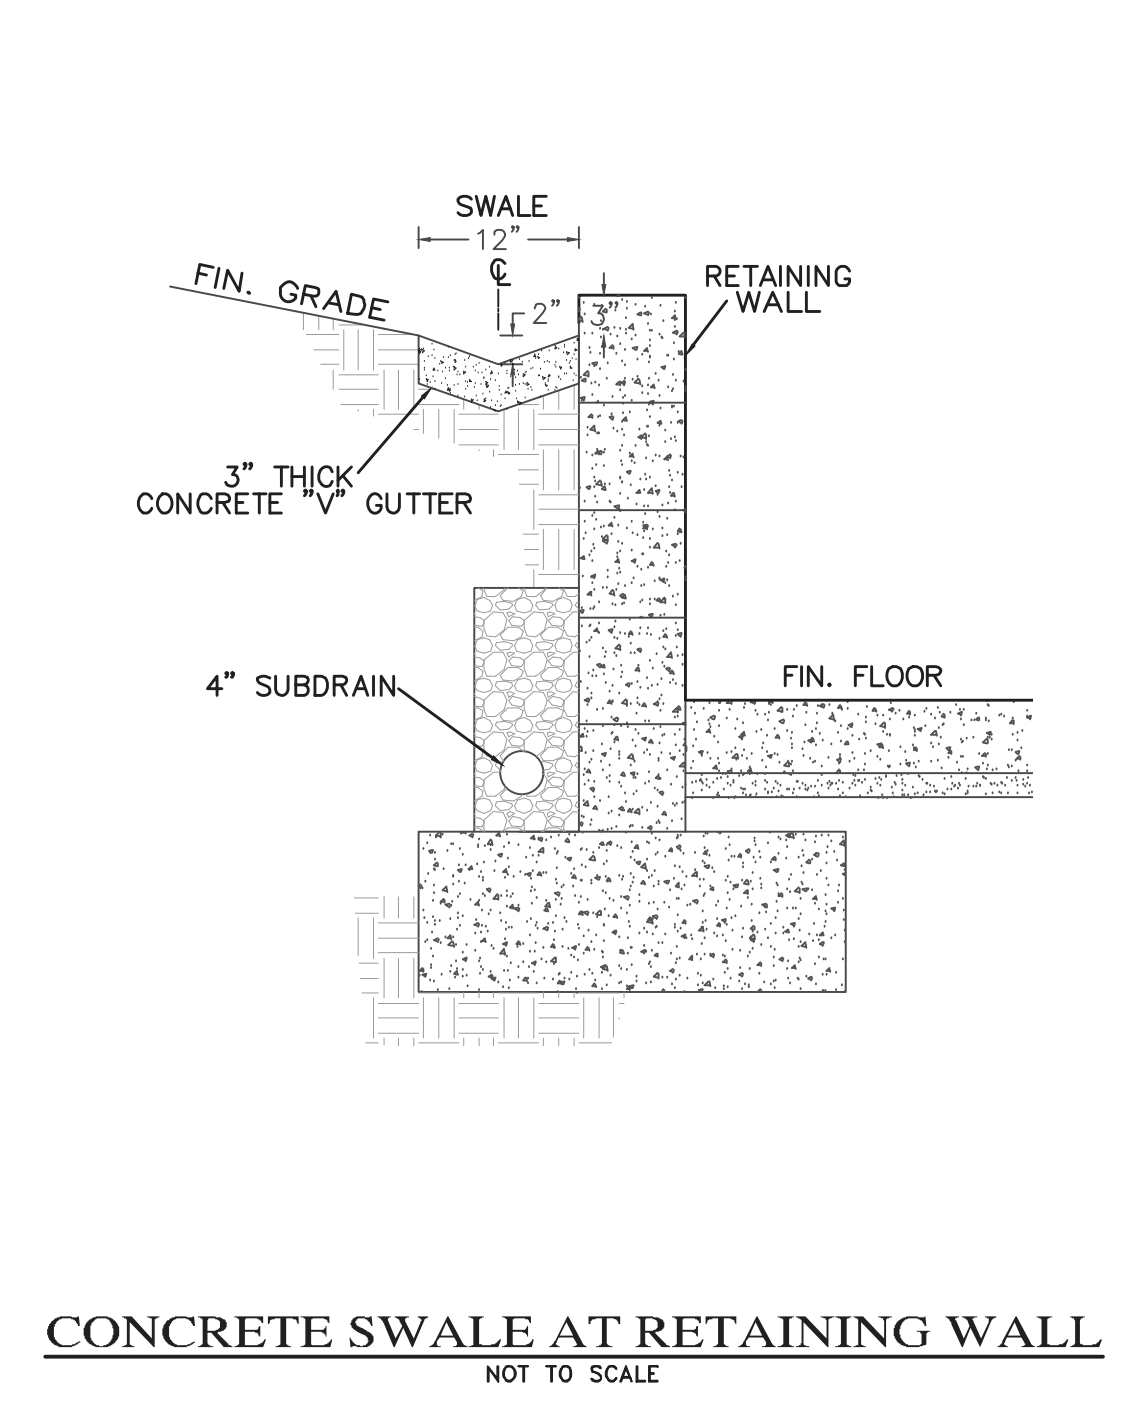 SWALE
12”
℄
FIN. GRADE
2”
3”
RETAINING
WALL
3” THICK
CONCRETE ”V” GUTTER
4” SUBDRAIN
FIN. FLOOR
CONCRETE SWALE AT RETAINING WALL
NOT TO SCALE